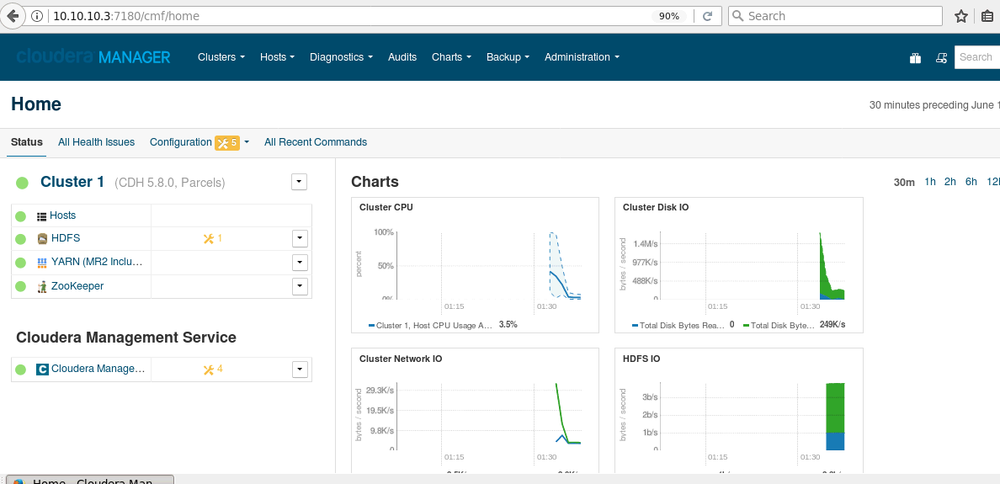 10.10.10.3:7180/cmf/home 90% Search
cloudera MANAGER Clusters Hosts Diagnostics Audits Charts Backup Administration Search
Home
30 minutes preceding June 1
Status All Health Issues Configuration 5 All Recent Commands
Cluster 1 (CDH 5.8.0, Parcels)
Hosts
HDFS 1
YARN (MR2 Inclu...
ZooKeeper
Cloudera Management Service
C Cloudera Manage... 4
Charts
30m 1h 2h 6h 12h
Cluster CPU
percent
100%
50%
0%
01:15 01:30
Cluster 1, Host CPU Usage A... 3.5%
Cluster Disk IO
bytes / second
1.4M/s
977K/s
488K/s
0
01:15 01:30
Total Disk Bytes Rea... 0 Total Disk Byte... 249K/s
Cluster Network IO
bytes / second
29.3K/s
19.5K/s
9.8K/s
0
01:15 01:30
HDFS IO
bytes / second
3b/s
2b/s
1b/s
0
01:15 01:30
Home - Cloudera Man